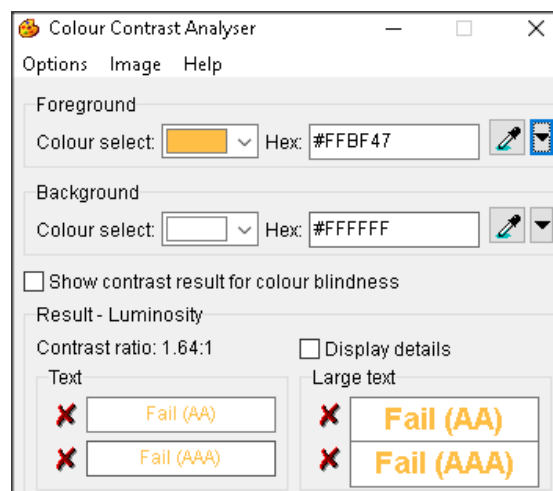 Colour Contrast Analyser
Options Image Help
Foreground
Colour select: Hex: #FFBF47
Background
Colour select: Hex: #FFFFFF
Show contrast result for colour blindness
Result - Luminosity
Contrast ratio: 1.64:1 Display details
Text Large text
Fail (AA) Fail (AA)
Fail (AAA) Fail (AAA)